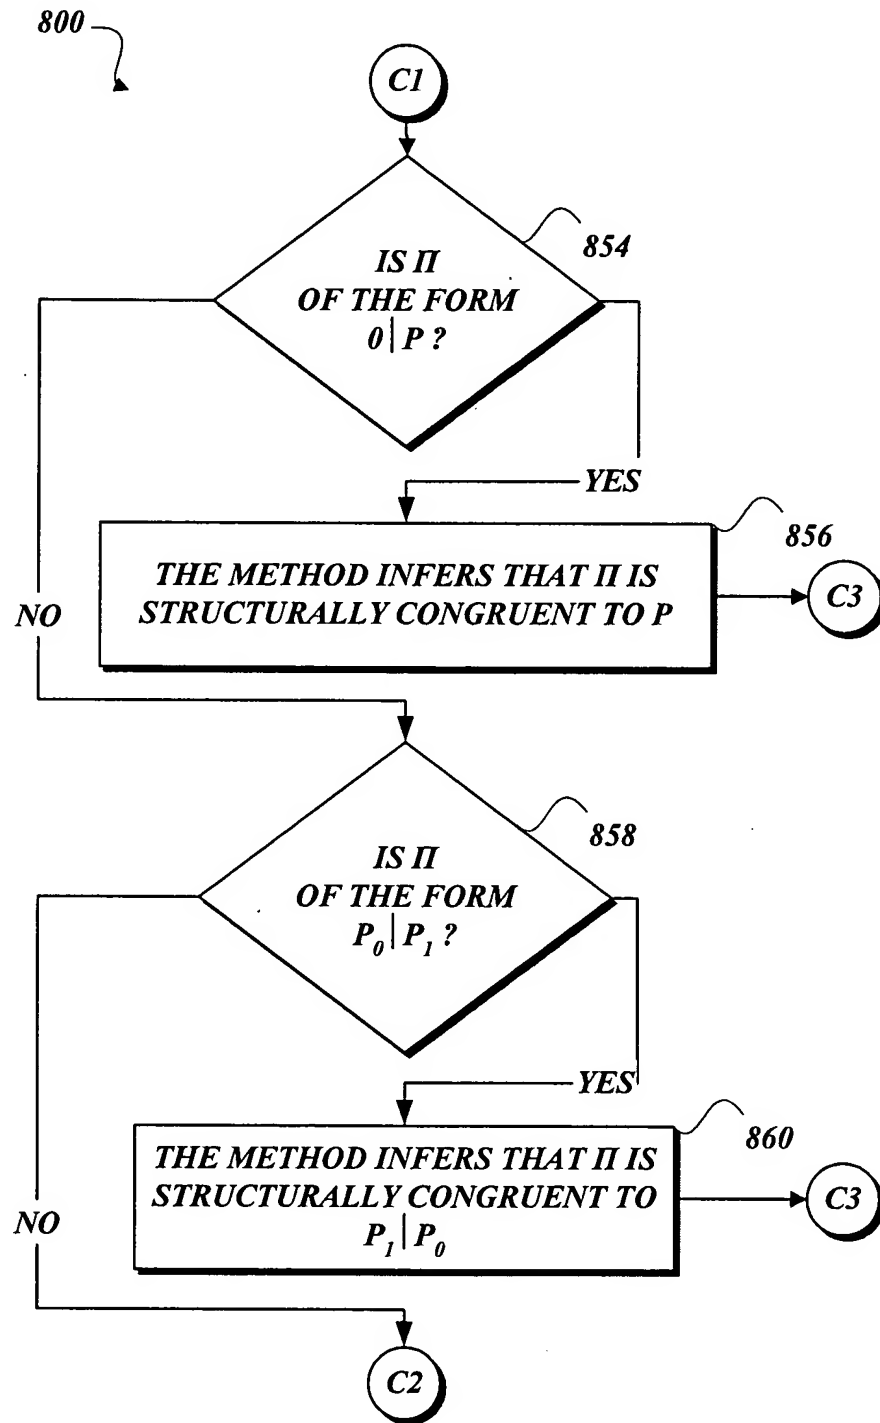 800
C1
IS Π
OF THE FORM
0|P ?
854
YES
THE METHOD INFERS THAT Π IS
STRUCTURALLY CONGRUENT TO P
856
C3
NO
IS Π
OF THE FORM
P₀|P₁ ?
858
YES
THE METHOD INFERS THAT Π IS
STRUCTURALLY CONGRUENT TO
P₁|P₀
860
C3
NO
C2